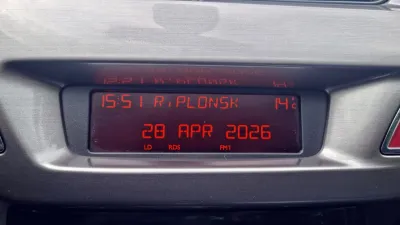 15:51 R.PLONSK 14°C
28 APR 2026
LO RDS AM1